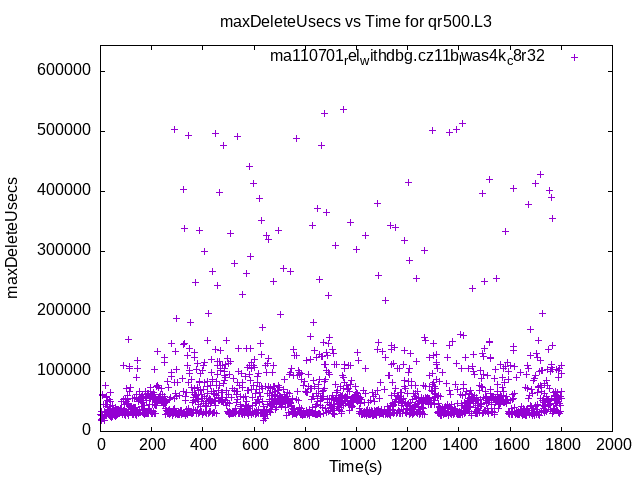 maxDeleteUsecs vs Time for qr500.L3
ma110701_rel_withdbg.cz11b_was4k_c8r32
600000
500000
400000
300000
200000
100000
0
maxDeleteUsecs
0 200 400 600 800 1000 1200 1400 1600 1800 2000
Time(s)